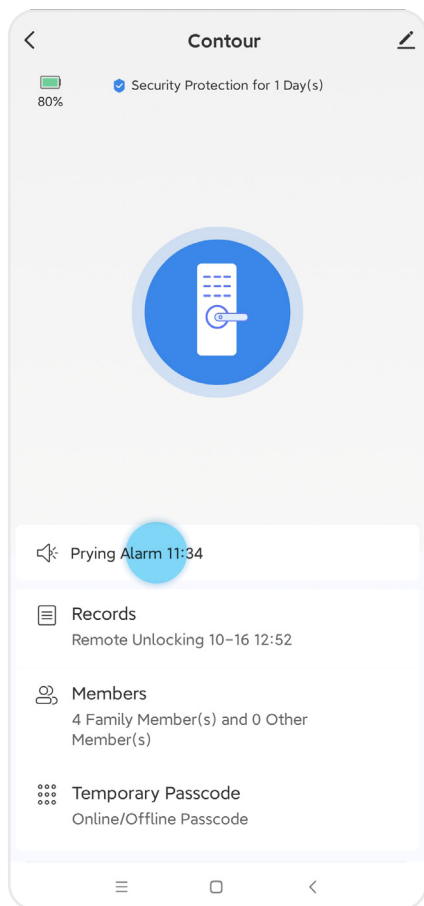 Contour
80%
Security Protection for 1 Day(s)
Prying Alarm 11:34
Records
Remote Unlocking 10-16 12:52
Members
4 Family Member(s) and 0 Other
Member(s)
Temporary Passcode
Online/Offline Passcode